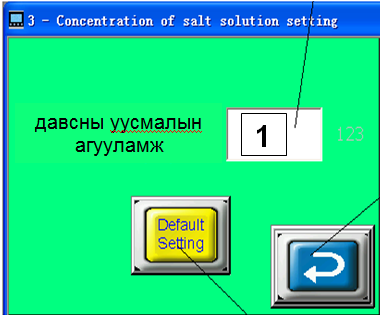 3 - Concentration of salt solution setting
давсны уусмалын
агууламж
1
123
Default
Setting